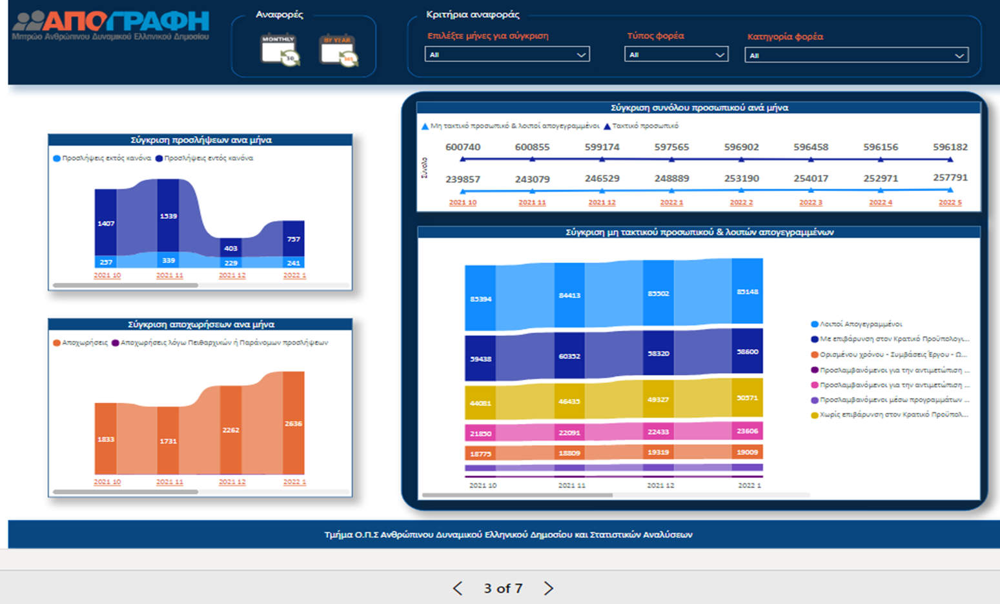 ΑΠΟΓΡΑΦΗ
Μητρώο Ανθρώπινου Δυναμικού Ελληνικού Δημοσίου
Αναφορές
MONTHLY
30
BY YEAR
365
Κριτήρια αναφοράς
Επιλέξτε μήνες για σύγκριση
All
Τύπος φορέα
All
Κατηγορία φορέα
All
Σύγκριση προσλήψεων ανα μήνα
Προσλήψεις εκτός κανόνα Προσλήψεις εντός κανόνα
1407 1539 403 757
257 339 229 241
2021 10 2021 11 2021 12 2022 1
Σύγκριση αποχωρήσεων ανα μήνα
Αποχωρήσεις Αποχωρήσεις λόγω Πειθαρχικών ή Παράνομων προσλήψεων
1833 1731 2262 2636
2021 10 2021 11 2021 12 2022 1
Σύγκριση συνόλου προσωπικού ανά μήνα
Μη τακτικό προσωπικό & λοιποί απογεγραμμένοι Τακτικό προσωπικό
Σύνολο
600740 600855 599174 597565 596902 596458 596156 596182
239857 243079 246529 248889 253190 254017 252971 257791
2021 10 2021 11 2021 12 2022 1 2022 2 2022 3 2022 4 2022 5
Σύγκριση μη τακτικού προσωπικού & λοιπών απογεγραμμένων
85394 84413 85502 85148
59438 60352 58320 58600
44081 46435 49327 50571
21850 22091 22433 23606
18775 18809 19319 19009
2021 10 2021 11 2021 12 2022 1
Λοιποί Απογεγραμμένοι
Με επιβάρυνση στον Κρατικό Προϋπολογι...
Ορισμένου χρόνου - Συμβάσεις Έργου - Ω...
Προσλαμβανόμενοι για την αντιμετώπιση ...
Προσλαμβανόμενοι για την αντιμετώπιση ...
Προσλαμβανόμενοι μέσω προγραμμάτων ...
Χωρίς επιβάρυνση στον Κρατικό Προϋπολ...
Τμήμα Ο.Π.Σ Ανθρώπινου Δυναμικού Ελληνικού Δημοσίου και Στατιστικών Αναλύσεων
3 of 7